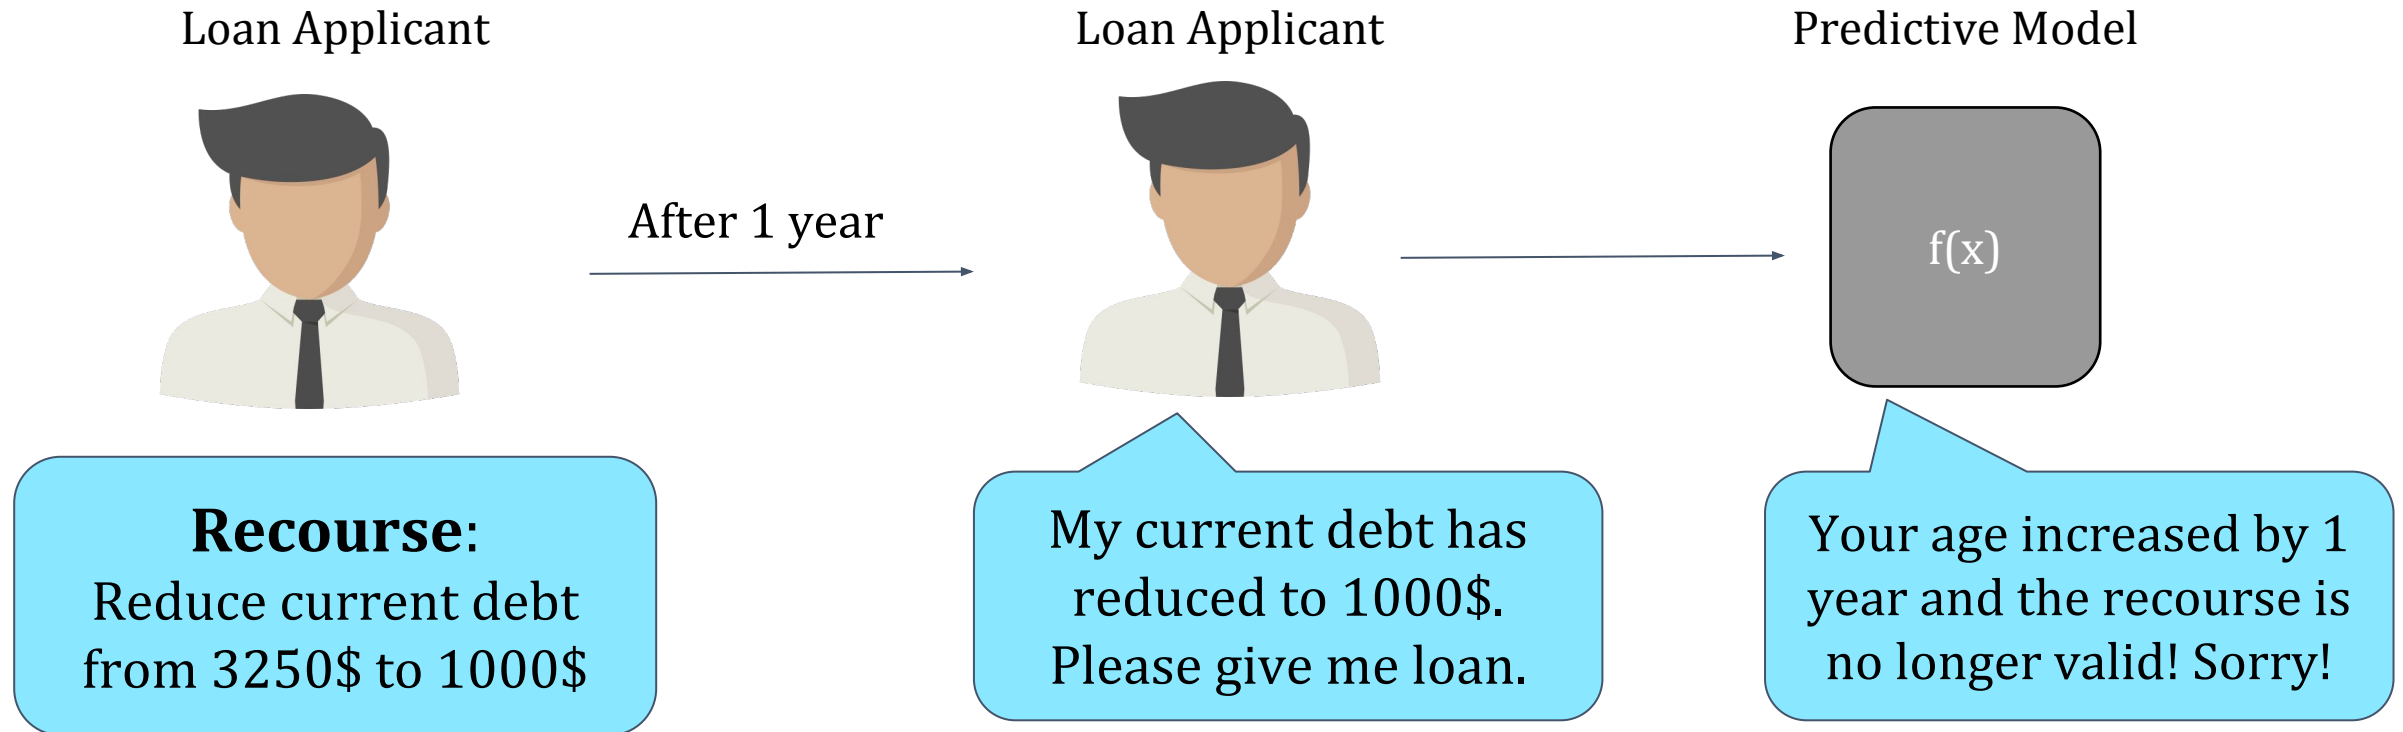 Loan Applicant
Loan Applicant
Predictive Model
After 1 year
f(x)
Recourse:
Reduce current debt
from 3250$ to 1000$
My current debt has
reduced to 1000$.
Please give me loan.
Your age increased by 1
year and the recourse is
no longer valid! Sorry!